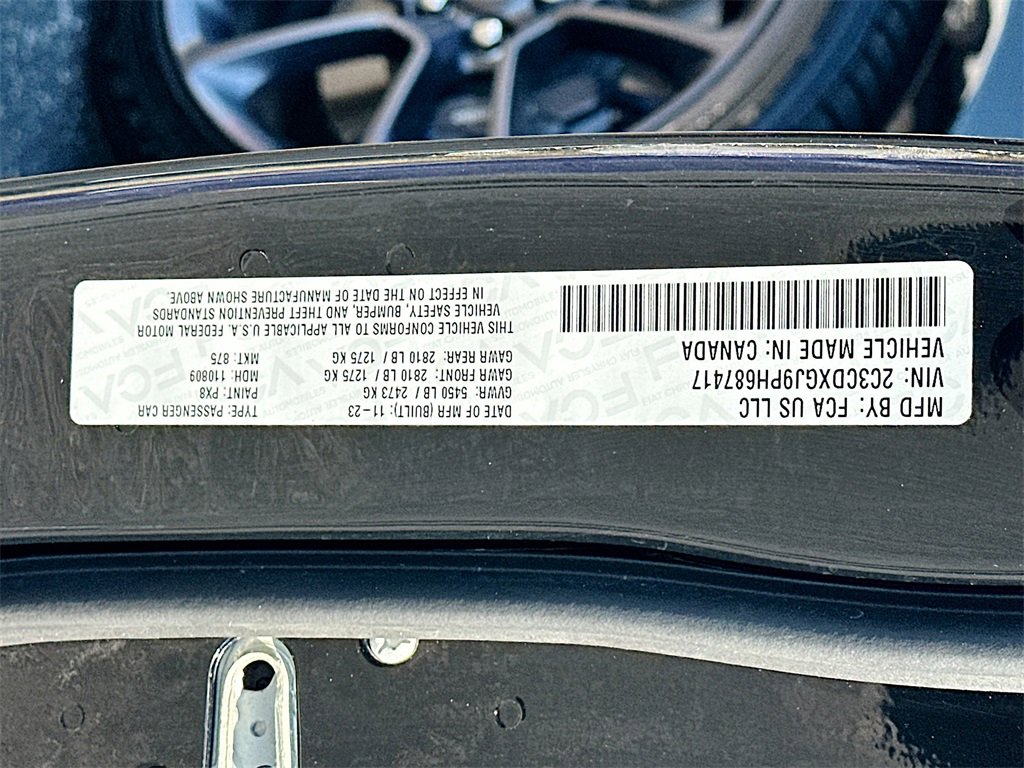 MFD BY: FCA US LLC
VIN: 2C3CDXGJ9PH687417
VEHICLE MADE IN: CANADA
DATE OF MFR (BUILT): 11-23
GVWR: 5450 LB / 2473 KG
GAWR FRONT: 2810 LB / 1275 KG
GAWR REAR: 2810 LB / 1275 KG
TYPE: PASSENGER CAR
PAINT: PX8
MDH: 110809
MKT: 875
THIS VEHICLE CONFORMS TO ALL APPLICABLE U.S.A. FEDERAL MOTOR
VEHICLE SAFETY, BUMPER, AND THEFT PREVENTION STANDARDS
IN EFFECT ON THE DATE OF MANUFACTURE SHOWN ABOVE.